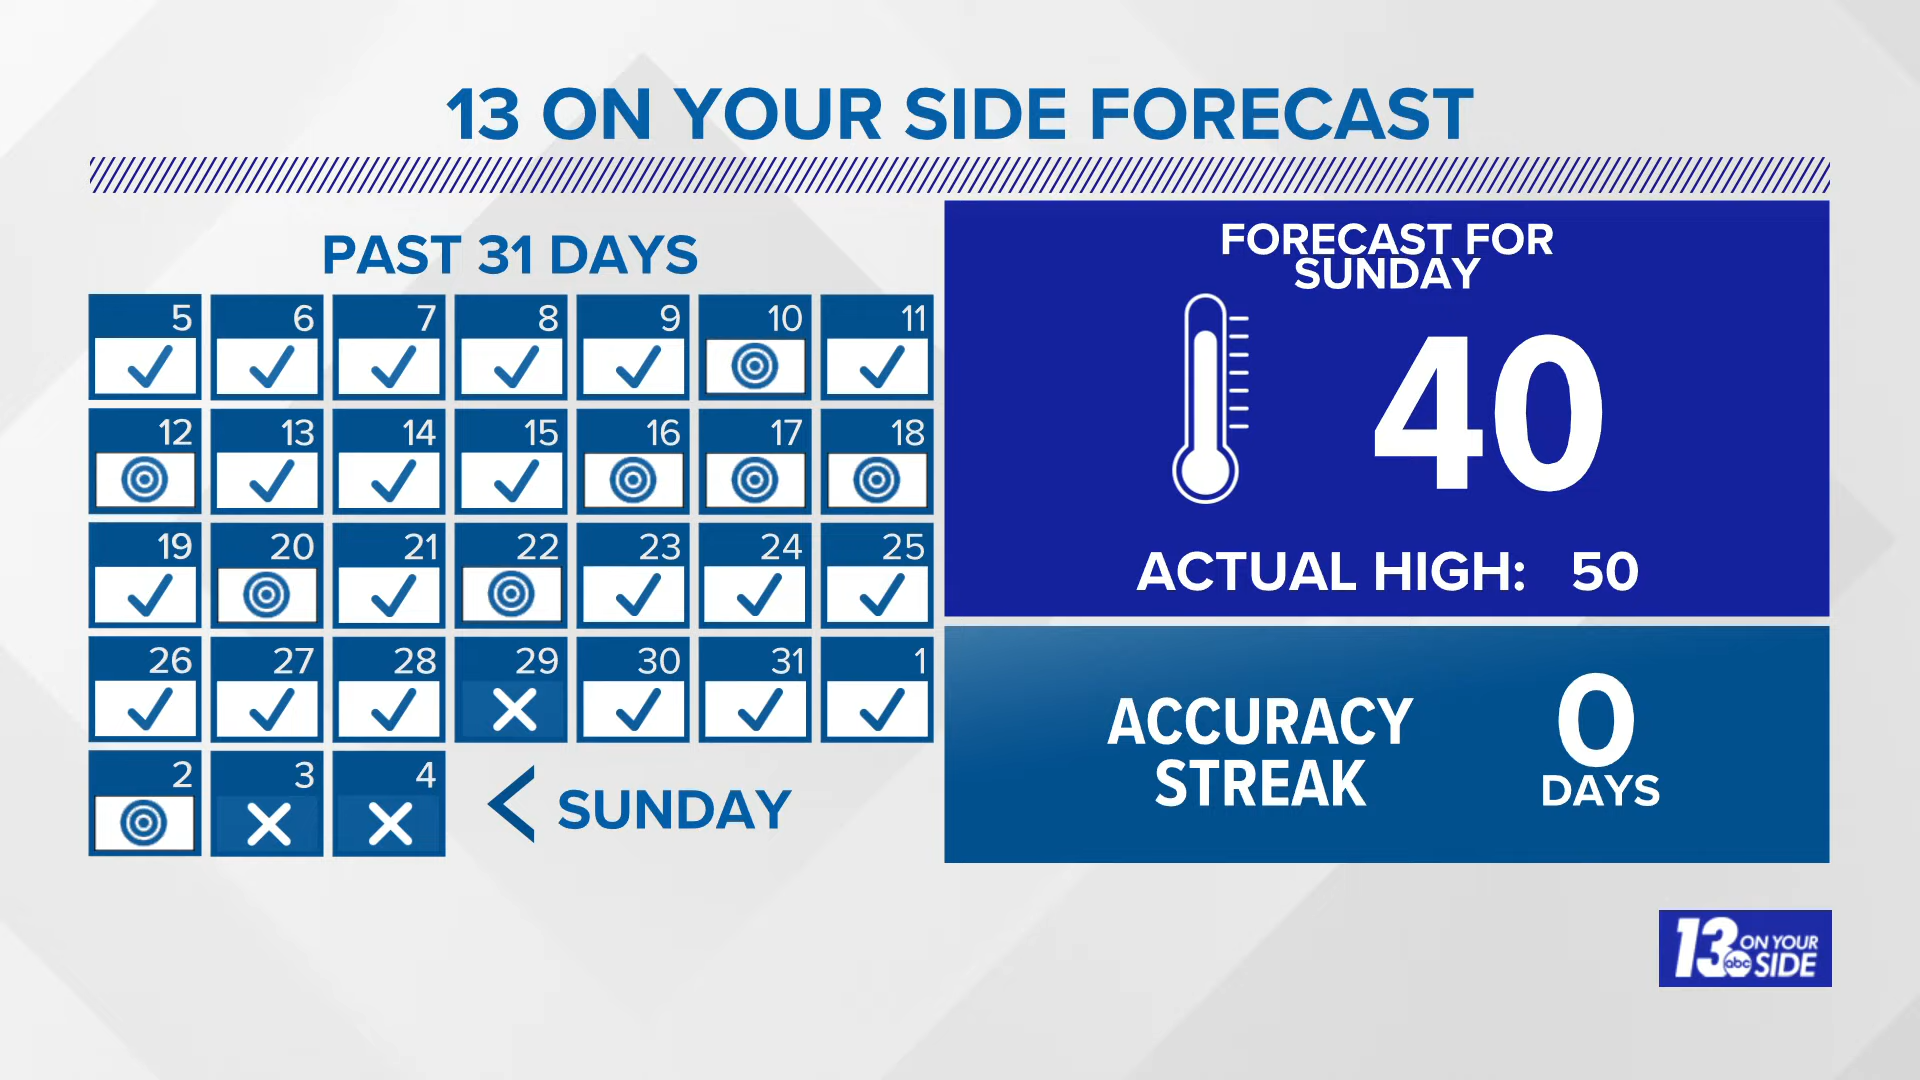 13 ON YOUR SIDE FORECAST
PAST 31 DAYS
5 6 7 8 9 10 11
12 13 14 15 16 17 18
19 20 21 22 23 24 25
26 27 28 29 30 31 1
2 3 4
SUNDAY
FORECAST FOR
SUNDAY
40
ACTUAL HIGH: 50
ACCURACY
STREAK
0
DAYS
13 ON YOUR
abc SIDE